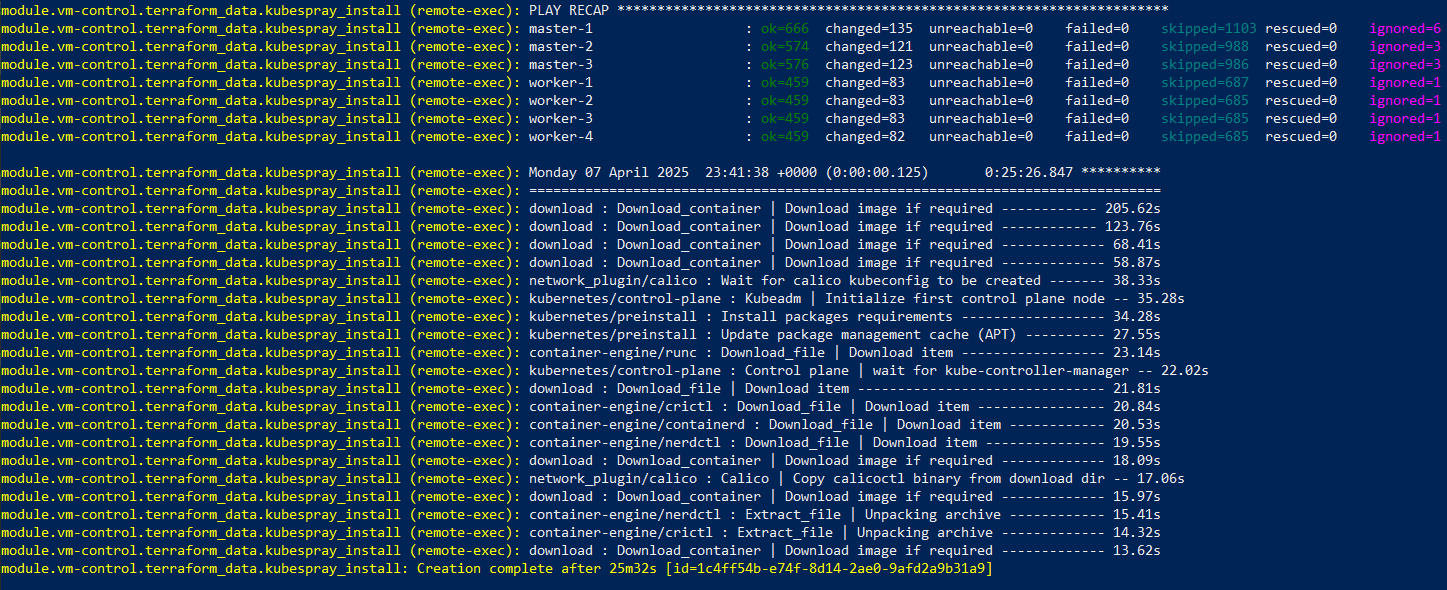 module.vm-control.terraform_data.kubespray_install (remote-exec): PLAY RECAP *********************************************************************
module.vm-control.terraform_data.kubespray_install (remote-exec): master-1                   : ok=666  changed=135  unreachable=0    failed=0    skipped=1103 rescued=0    ignored=6
module.vm-control.terraform_data.kubespray_install (remote-exec): master-2                   : ok=574  changed=121  unreachable=0    failed=0    skipped=988  rescued=0    ignored=3
module.vm-control.terraform_data.kubespray_install (remote-exec): master-3                   : ok=576  changed=123  unreachable=0    failed=0    skipped=986  rescued=0    ignored=3
module.vm-control.terraform_data.kubespray_install (remote-exec): worker-1                   : ok=459  changed=83   unreachable=0    failed=0    skipped=687  rescued=0    ignored=1
module.vm-control.terraform_data.kubespray_install (remote-exec): worker-2                   : ok=459  changed=83   unreachable=0    failed=0    skipped=685  rescued=0    ignored=1
module.vm-control.terraform_data.kubespray_install (remote-exec): worker-3                   : ok=459  changed=83   unreachable=0    failed=0    skipped=685  rescued=0    ignored=1
module.vm-control.terraform_data.kubespray_install (remote-exec): worker-4                   : ok=459  changed=82   unreachable=0    failed=0    skipped=685  rescued=0    ignored=1
module.vm-control.terraform_data.kubespray_install (remote-exec): Monday 07 April 2025  23:41:38 +0000 (0:00:00.125)       0:25:26.847 **********
module.vm-control.terraform_data.kubespray_install (remote-exec): ===============================================================================
module.vm-control.terraform_data.kubespray_install (remote-exec): download : Download_container | Download image if required ------------ 205.62s
module.vm-control.terraform_data.kubespray_install (remote-exec): download : Download_container | Download image if required ------------ 123.76s
module.vm-control.terraform_data.kubespray_install (remote-exec): download : Download_container | Download image if required ------------- 68.41s
module.vm-control.terraform_data.kubespray_install (remote-exec): download : Download_container | Download image if required ------------- 58.87s
module.vm-control.terraform_data.kubespray_install (remote-exec): network_plugin/calico : Wait for calico kubeconfig to be created ------- 38.33s
module.vm-control.terraform_data.kubespray_install (remote-exec): kubernetes/control-plane : Kubeadm | Initialize first control plane node -- 35.28s
module.vm-control.terraform_data.kubespray_install (remote-exec): kubernetes/preinstall : Install packages requirements ------------------ 34.28s
module.vm-control.terraform_data.kubespray_install (remote-exec): kubernetes/preinstall : Update package management cache (APT) ---------- 27.55s
module.vm-control.terraform_data.kubespray_install (remote-exec): container-engine/runc : Download_file | Download item ------------------ 23.14s
module.vm-control.terraform_data.kubespray_install (remote-exec): kubernetes/control-plane : Control plane | wait for kube-controller-manager -- 22.02s
module.vm-control.terraform_data.kubespray_install (remote-exec): download : Download_file | Download item ------------------------------- 21.81s
module.vm-control.terraform_data.kubespray_install (remote-exec): container-engine/crictl : Download_file | Download item ---------------- 20.84s
module.vm-control.terraform_data.kubespray_install (remote-exec): container-engine/containerd : Download_file | Download item ------------ 20.53s
module.vm-control.terraform_data.kubespray_install (remote-exec): container-engine/nerdctl : Download_file | Download item --------------- 19.55s
module.vm-control.terraform_data.kubespray_install (remote-exec): download : Download_container | Download image if required ------------- 18.09s
module.vm-control.terraform_data.kubespray_install (remote-exec): network_plugin/calico : Calico | Copy calicoctl binary from download dir -- 17.06s
module.vm-control.terraform_data.kubespray_install (remote-exec): download : Download_container | Download image if required ------------- 15.97s
module.vm-control.terraform_data.kubespray_install (remote-exec): container-engine/nerdctl : Extract_file | Unpacking archive ------------ 15.41s
module.vm-control.terraform_data.kubespray_install (remote-exec): container-engine/crictl : Extract_file | Unpacking archive ------------- 14.32s
module.vm-control.terraform_data.kubespray_install (remote-exec): download : Download_container | Download image if required ------------- 13.62s
module.vm-control.terraform_data.kubespray_install: Creation complete after 25m32s [id=1c4ff54b-e74f-8d14-2ae0-9afd2a9b31a9]